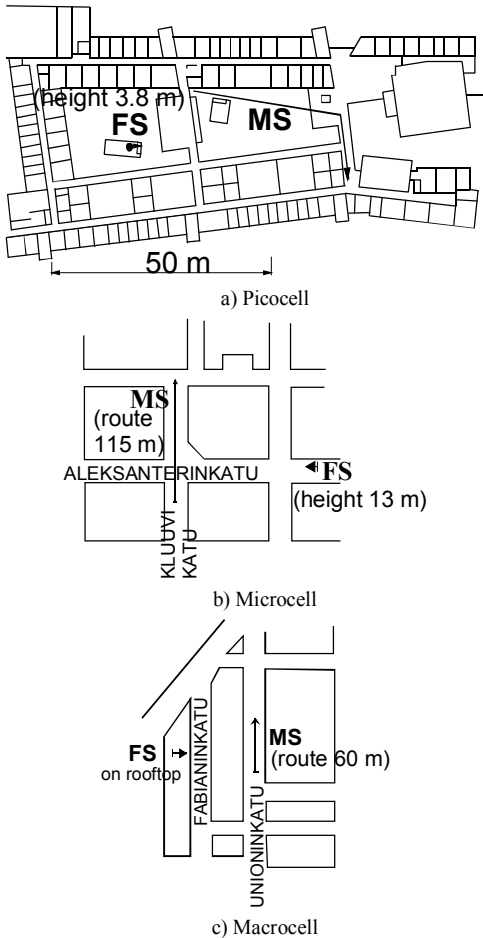 (height 3.8 m)
FS
MS
50 m
a) Picocell
MS
(route
115 m)
ALEKSANTERINKATU
FS
(height 13 m)
KLUUVI
KATU
b) Microcell
FS
on rooftop
FABIANINKATU
MS
(route 60 m)
UNIONINKATU
c) Macrocell